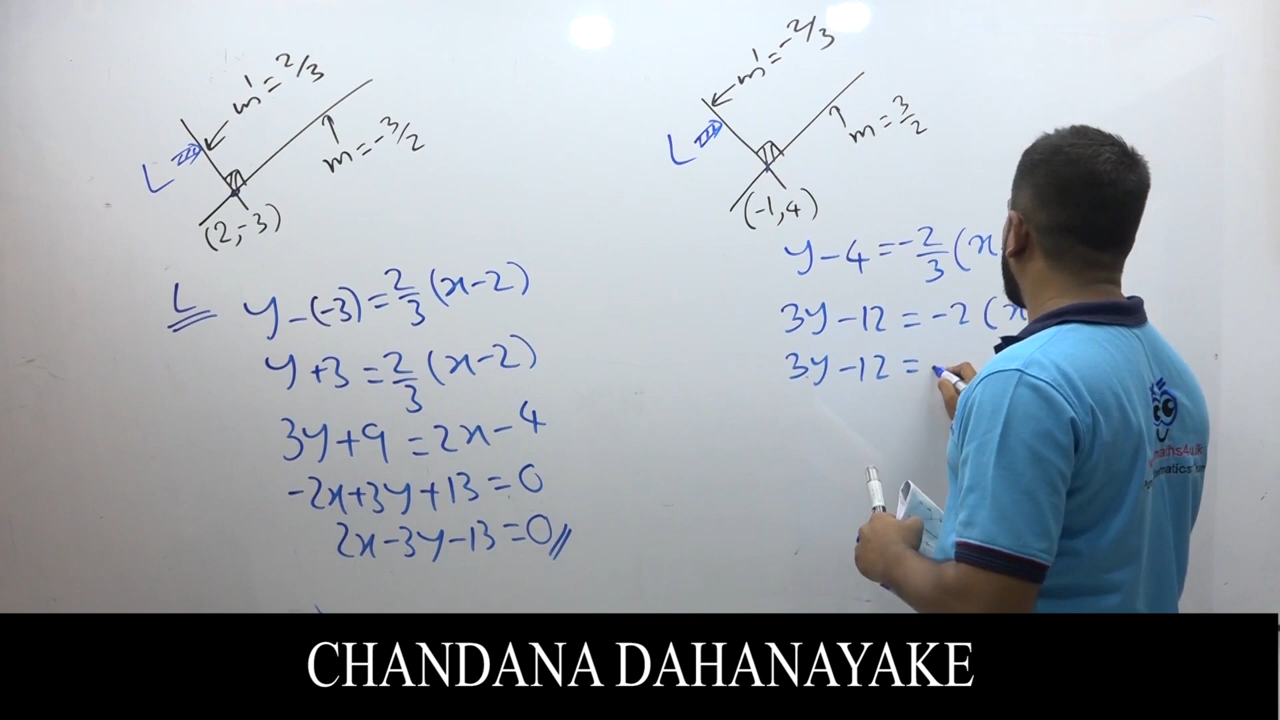 m' = 2/3
L
m = -3/2
(2,-3)
L
y-(-3) = 2/3 (x-2)
y+3 = 2/3 (x-2)
3y+9 = 2x-4
-2x+3y+13 = 0
2x-3y-13 = 0//
m' = -2/3
L
m = 3/2
(-1,4)
y-4 = -2/3 (x
3y-12 = -2 (x
3y-12 =
CHANDANA DAHANAYAKE